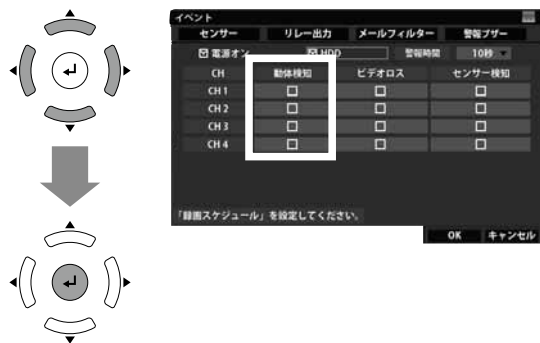 イベント
センサー リレー出力 メールフィルター 警報ブザー
電源オン HDD 警報時間 10秒
CH 動体検知 ビデオロス センサー検知
CH 1
CH 2
CH 3
CH 4
「録画スケジュール」を設定してください。
OK キャンセル